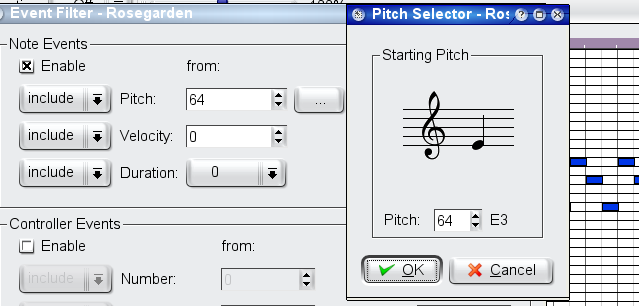 Event Filter - Rosegarden
Note Events
Enable from:
include Pitch: 64 ...
include Velocity: 0
include Duration: 0
Controller Events
Enable from:
include Number: 0
Pitch Selector - Ros
Starting Pitch
Pitch: 64 E3
OK Cancel